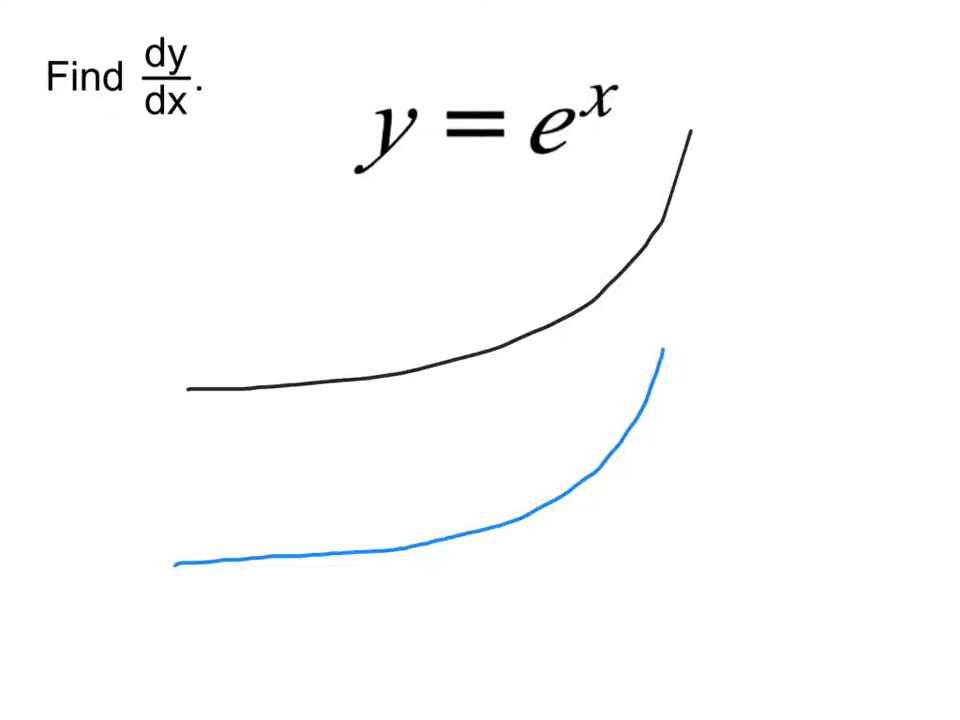 Find dy/dx.
y = e^x